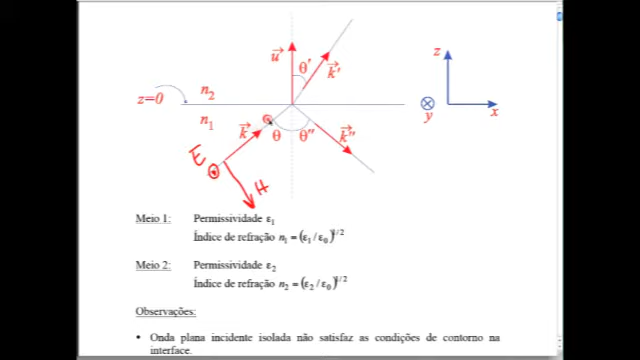 z
u⃗
θ'
k⃗'
n₂
z=0
n₁
y
x
k⃗
θ
θ''
k⃗''
E
H
Meio 1: Permissividade ε₁
Índice de refração n₁ = (ε₁/ε₀)^1/2
Meio 2: Permissividade ε₂
Índice de refração n₂ = (ε₂/ε₀)^1/2
Observações:
• Onda plana incidente isolada não satisfaz as condições de contorno na
interface.